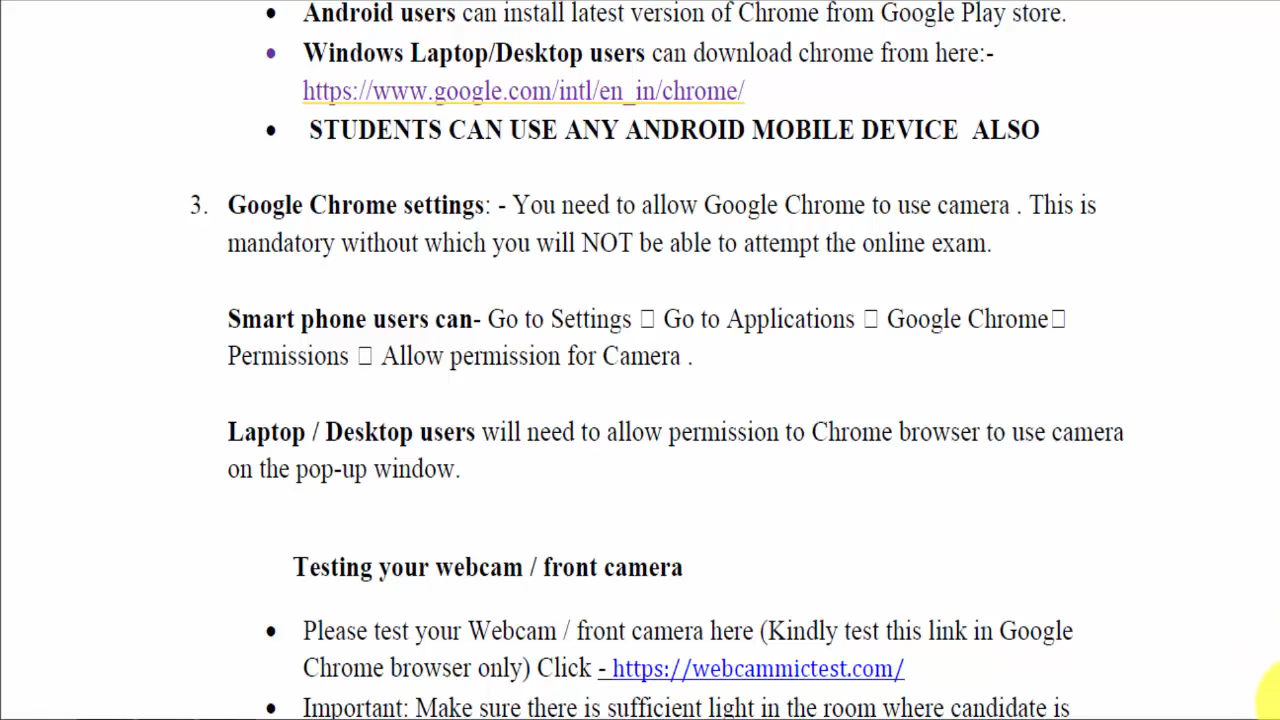 • Android users can install latest version of Chrome from Google Play store.
• Windows Laptop/Desktop users can download chrome from here:-
https://www.google.com/intl/en_in/chrome/
• STUDENTS CAN USE ANY ANDROID MOBILE DEVICE  ALSO
3. Google Chrome settings: - You need to allow Google Chrome to use camera . This is
mandatory without which you will NOT be able to attempt the online exam.
Smart phone users can- Go to Settings □ Go to Applications □ Google Chrome□
Permissions □ Allow permission for Camera .
Laptop / Desktop users will need to allow permission to Chrome browser to use camera
on the pop-up window.
Testing your webcam / front camera
• Please test your Webcam / front camera here (Kindly test this link in Google
Chrome browser only) Click - https://webcammictest.com/
• Important: Make sure there is sufficient light in the room where candidate is